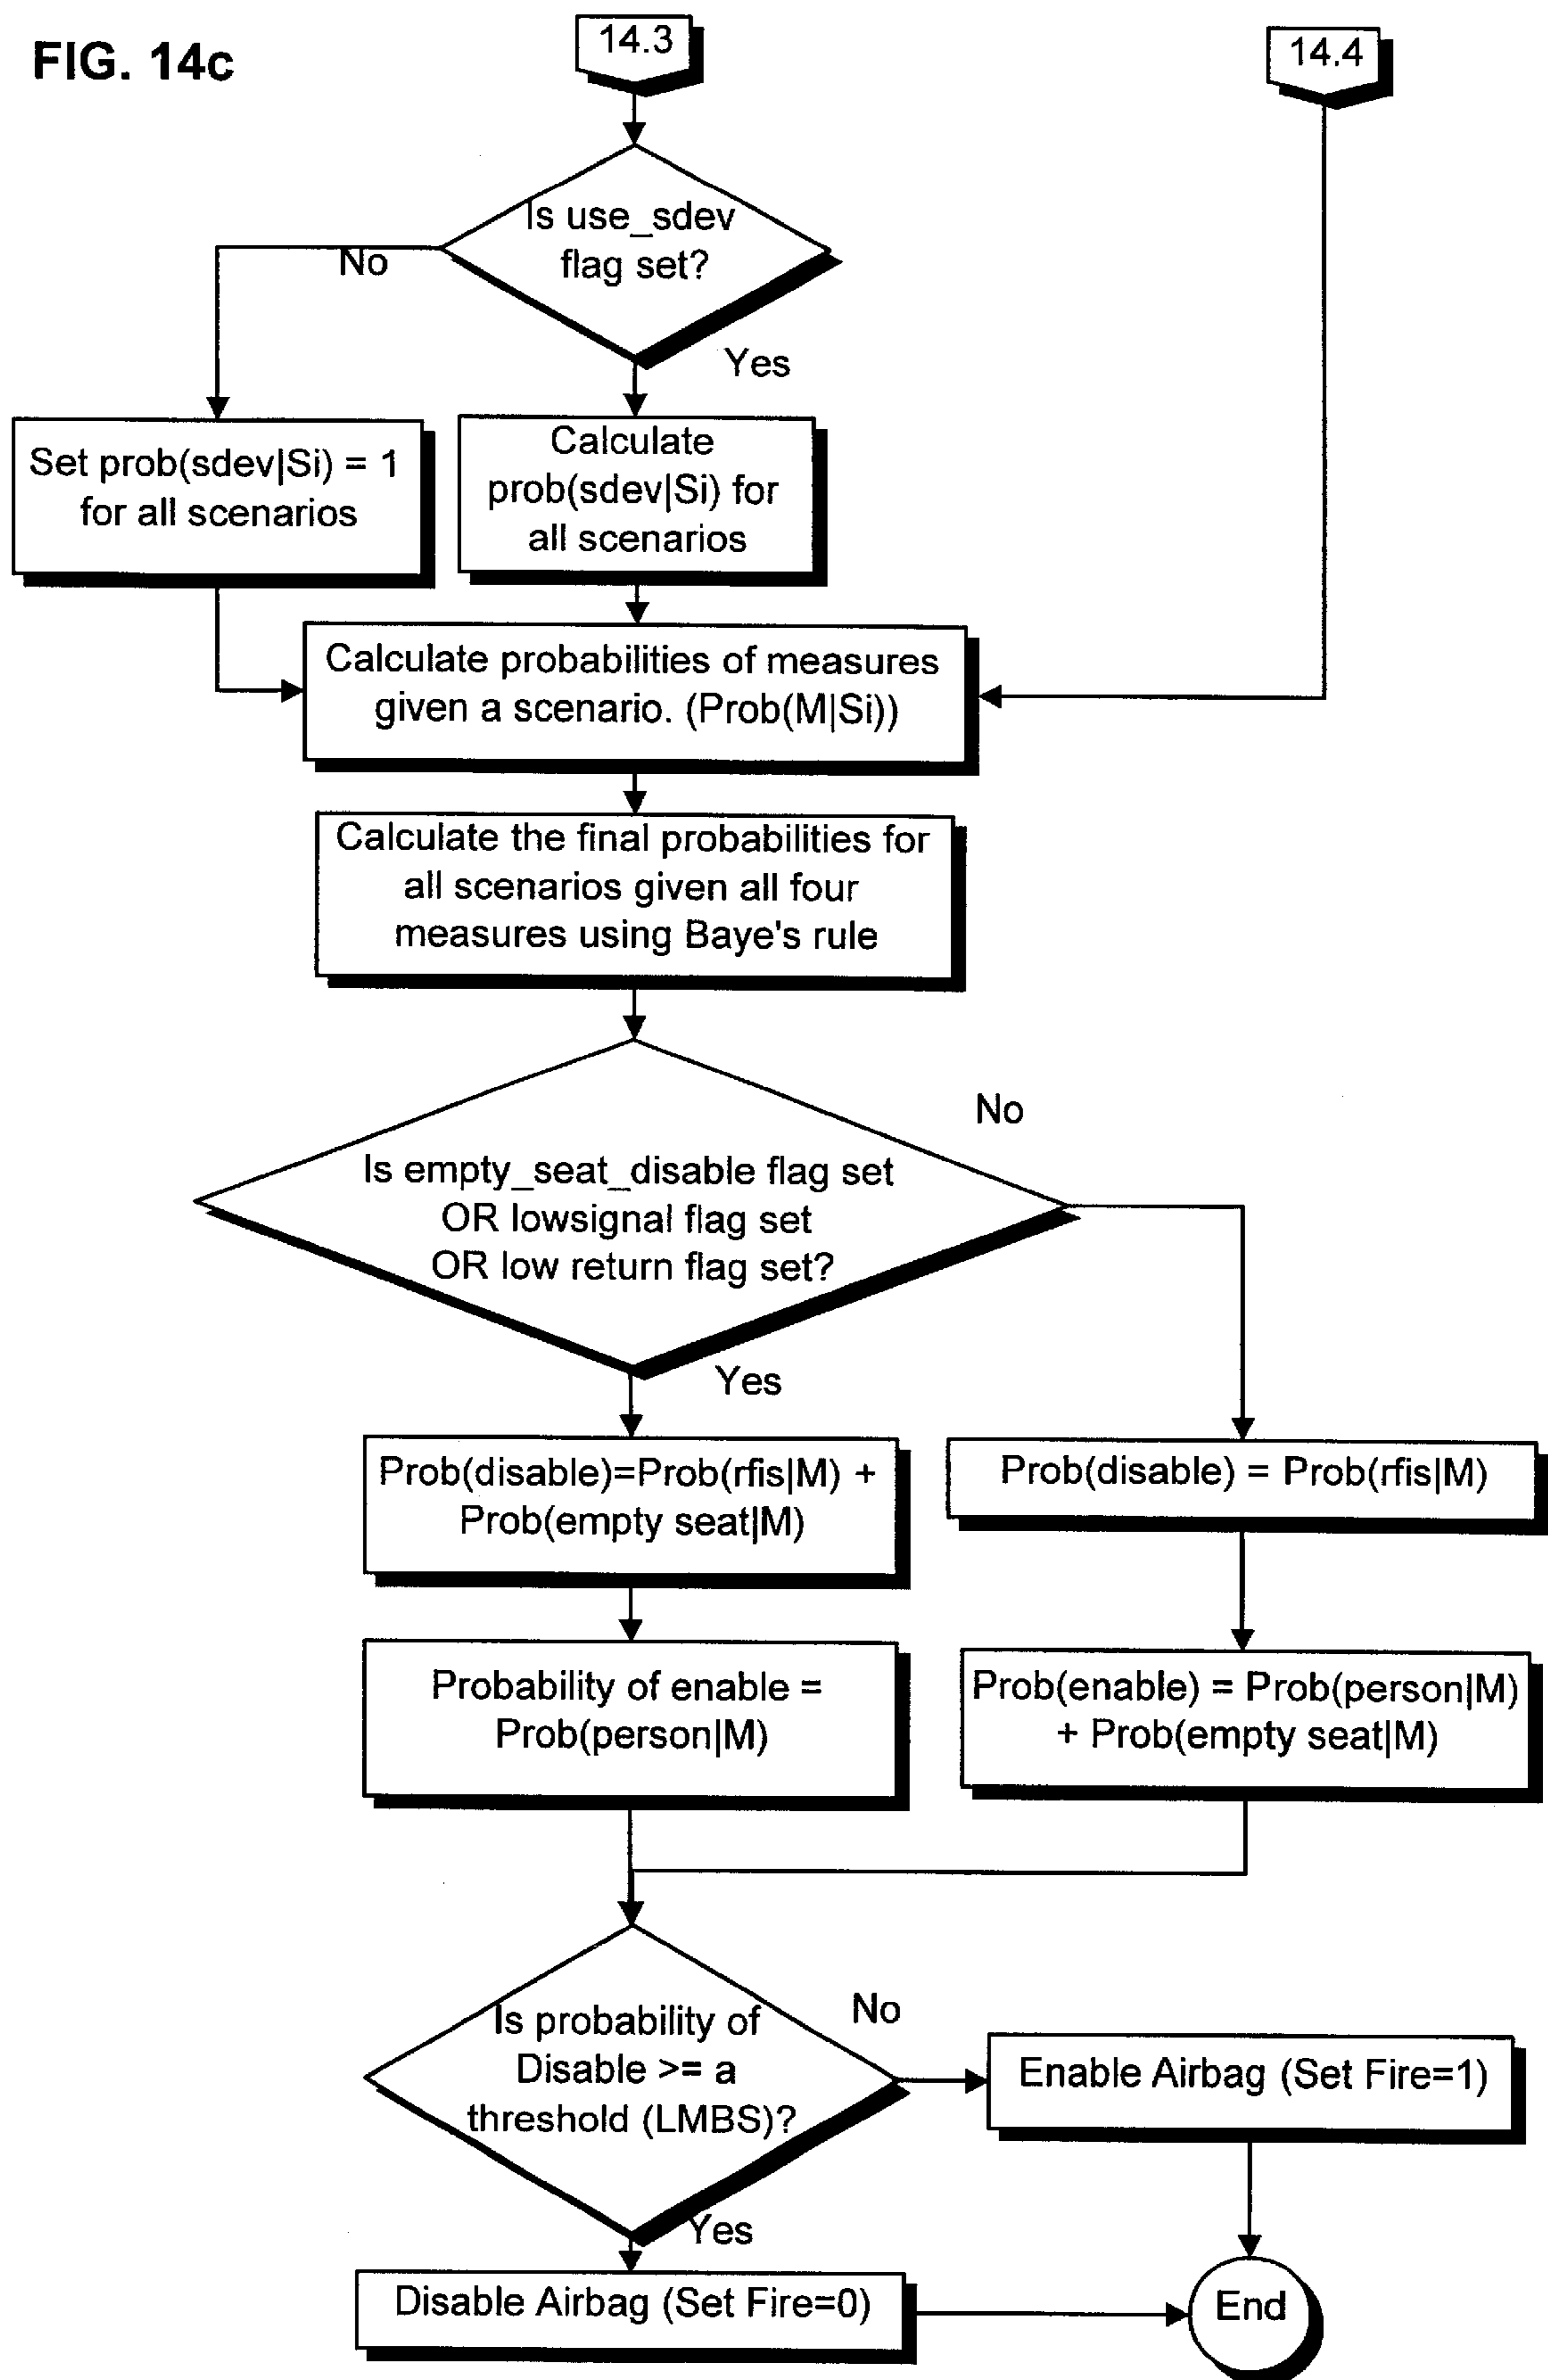 FIG. 14c
14.3
14.4
Is use_sdev
flag set?
No
Yes
Set prob(sdev|Si) = 1
for all scenarios
Calculate
prob(sdev|Si) for
all scenarios
Calculate probabilities of measures
given a scenario. (Prob(M|Si))
Calculate the final probabilities for
all scenarios given all four
measures using Baye's rule
No
Is empty_seat_disable flag set
OR lowsignal flag set
OR low return flag set?
Yes
Prob(disable)=Prob(rfis|M) +
Prob(empty seat|M)
Prob(disable) = Prob(rfis|M)
Probability of enable =
Prob(person|M)
Prob(enable) = Prob(person|M)
+ Prob(empty seat|M)
Is probability of
Disable >= a
threshold (LMBS)?
No
Enable Airbag (Set Fire=1)
Yes
Disable Airbag (Set Fire=0)
End